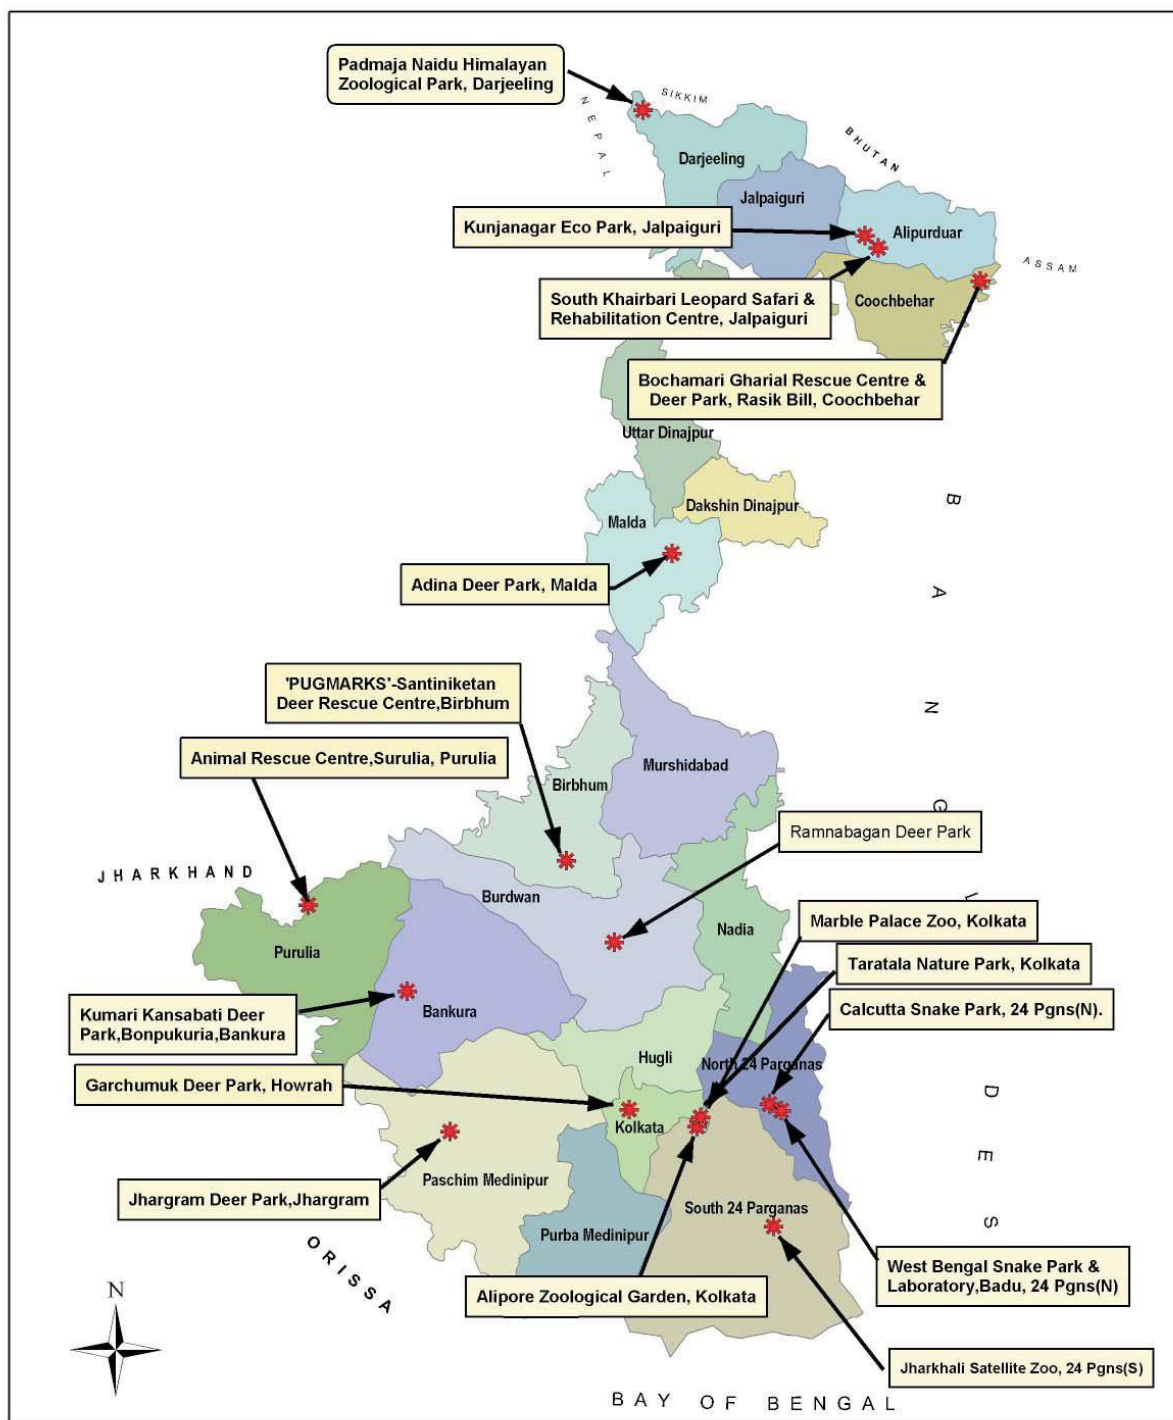 Padmaja Naidu Himalayan
Zoological Park, Darjeeling
SIKKIM
NEPAL
BHUTAN
Darjeeling
Jalpaiguri
Kunjanagar Eco Park, Jalpaiguri
Alipurduar
ASSAM
South Khairbari Leopard Safari &
Rehabilitation Centre, Jalpaiguri
Coochbehar
Bochamari Gharial Rescue Centre &
Deer Park, Rasik Bill, Coochbehar
Uttar Dinajpur
Dakshin Dinajpur
Malda
Adina Deer Park, Malda
'PUGMARKS'-Santiniketan
Deer Rescue Centre,Birbhum
Animal Rescue Centre,Surulia, Purulia
Murshidabad
Birbhum
Ramnabagan Deer Park
JHARKHAND
Burdwan
Marble Palace Zoo, Kolkata
Nadia
Purulia
Taratala Nature Park, Kolkata
Kumari Kansabati Deer
Park,Bonpukuria,Bankura
Bankura
Calcutta Snake Park, 24 Pgns(N).
Hugli
North 24 Parganas
Garchumuk Deer Park, Howrah
Kolkata
Paschim Medinipur
Jhargram Deer Park,Jhargram
South 24 Parganas
Purba Medinipur
ORISSA
West Bengal Snake Park &
Laboratory,Badu, 24 Pgns(N)
Alipore Zoological Garden, Kolkata
N
Jharkhali Satellite Zoo, 24 Pgns(S)
BAY OF BENGAL